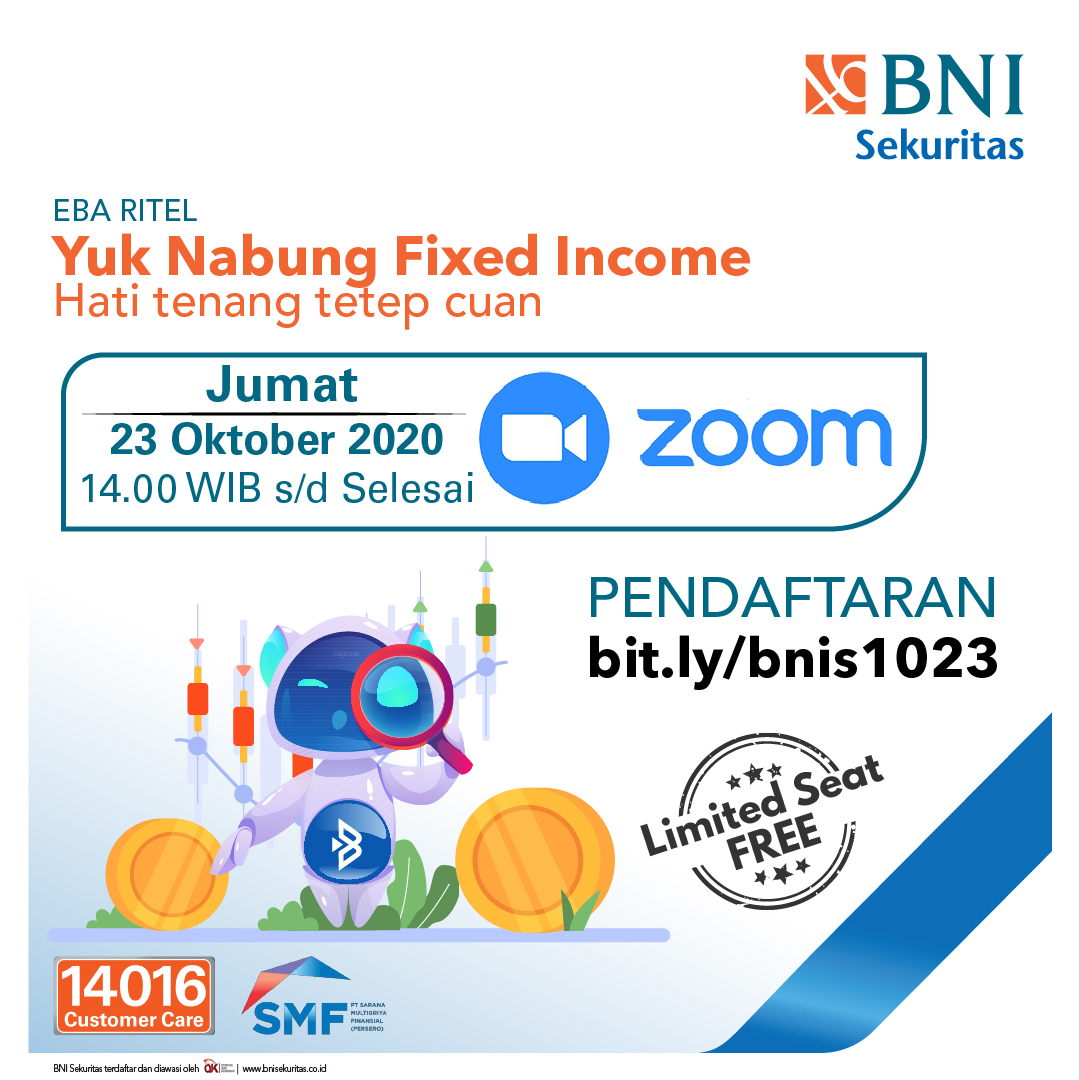 BNI
Sekuritas
EBA RITEL
Yuk Nabung Fixed Income
Hati tenang tetep cuan
Jumat
23 Oktober 2020
14.00 WIB s/d Selesai
zoom
PENDAFTARAN
bit.ly/bnis1023
Limited Seat
FREE
14016
Customer Care
SMF
PT SARANA
MULTIGRIYA
FINANSIAL
(PERSERO)
BNI Sekuritas terdaftar dan diawasi oleh | www.bnisekuritas.co.id